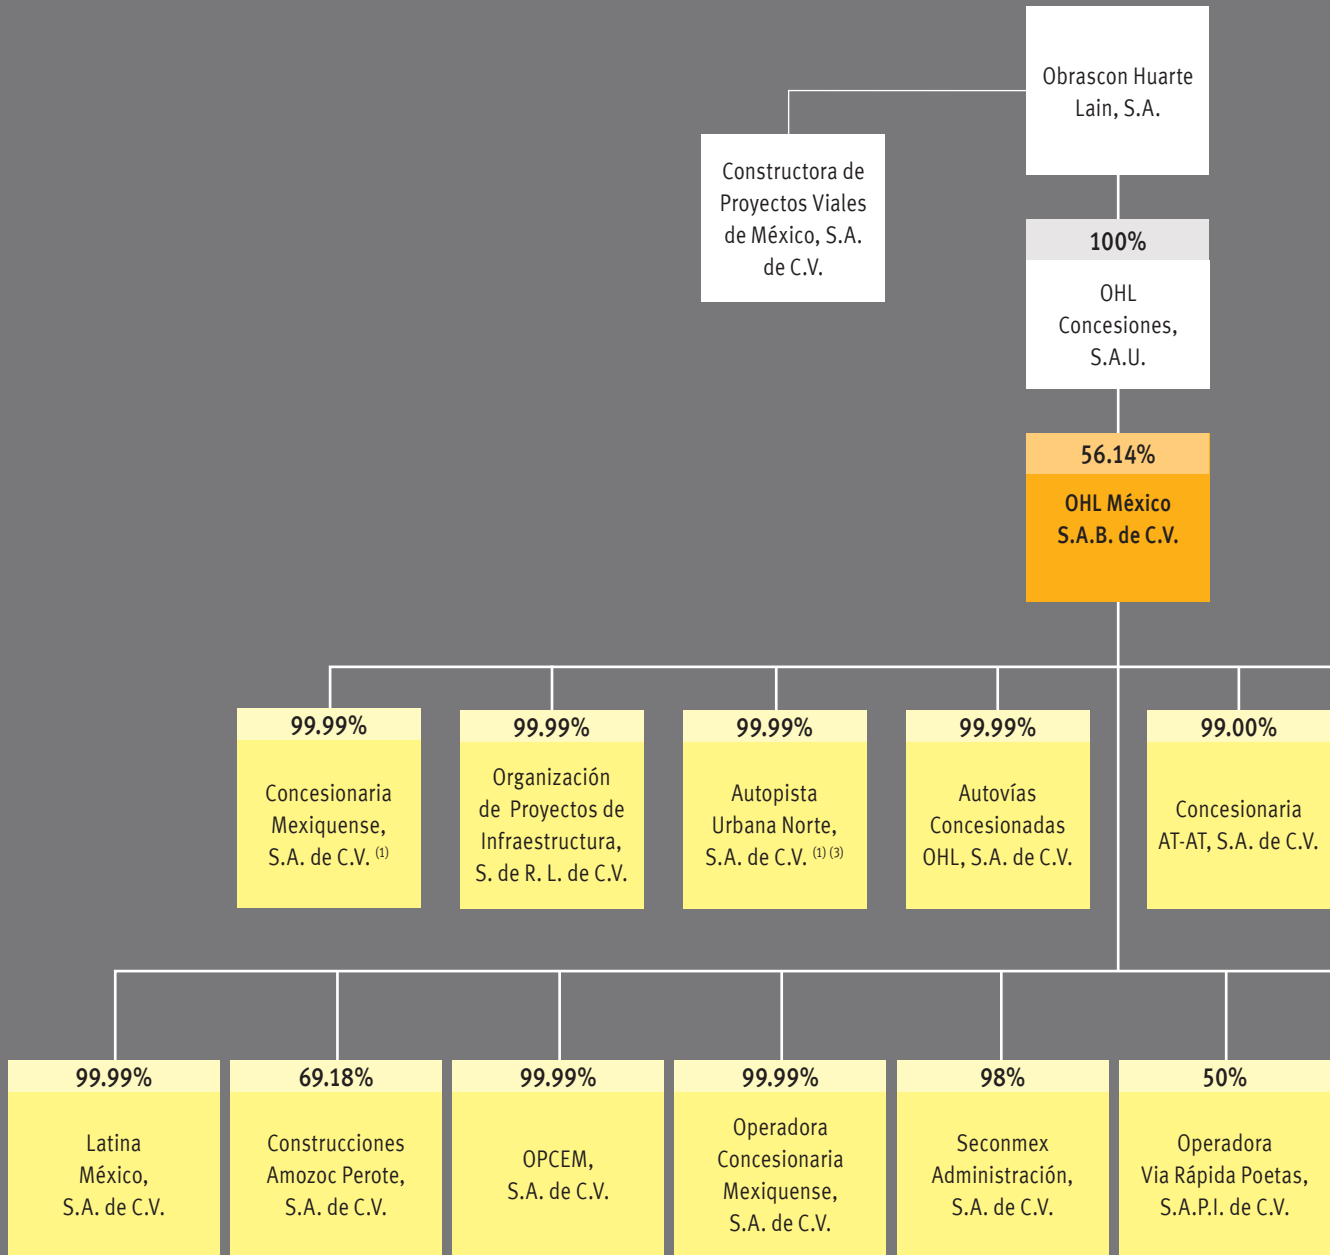 Obrascon Huarte
Lain, S.A.
Constructora de
Proyectos Viales
de México, S.A.
de C.V.
100%
OHL
Concesiones,
S.A.U.
56.14%
OHL México
S.A.B. de C.V.
99.99%
Concesionaria
Mexiquense,
S.A. de C.V. (1)
99.99%
Organización
de Proyectos de
Infraestructura,
S. de R. L. de C.V.
99.99%
Autopista
Urbana Norte,
S.A. de C.V. (1) (3)
99.99%
Autovías
Concesionadas
OHL, S.A. de C.V.
99.00%
Concesionaria
AT-AT, S.A. de C.V.
99.99%
Latina
México,
S.A. de C.V.
69.18%
Construcciones
Amozoc Perote,
S.A. de C.V.
99.99%
OPCEM,
S.A. de C.V.
99.99%
Operadora
Concesionaria
Mexiquense,
S.A. de C.V.
98%
Seconmex
Administración,
S.A. de C.V.
50%
Operadora
Via Rápida Poetas,
S.A.P.I. de C.V.